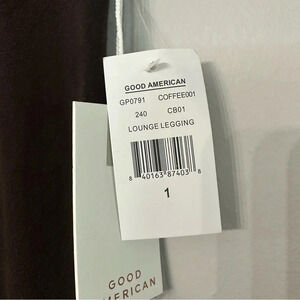 GOOD AMERICAN
GP0791 COFFEE001
240 CB01
LOUNGE LEGGING
8 40163 87403 8
1
GOOD
AMERICAN